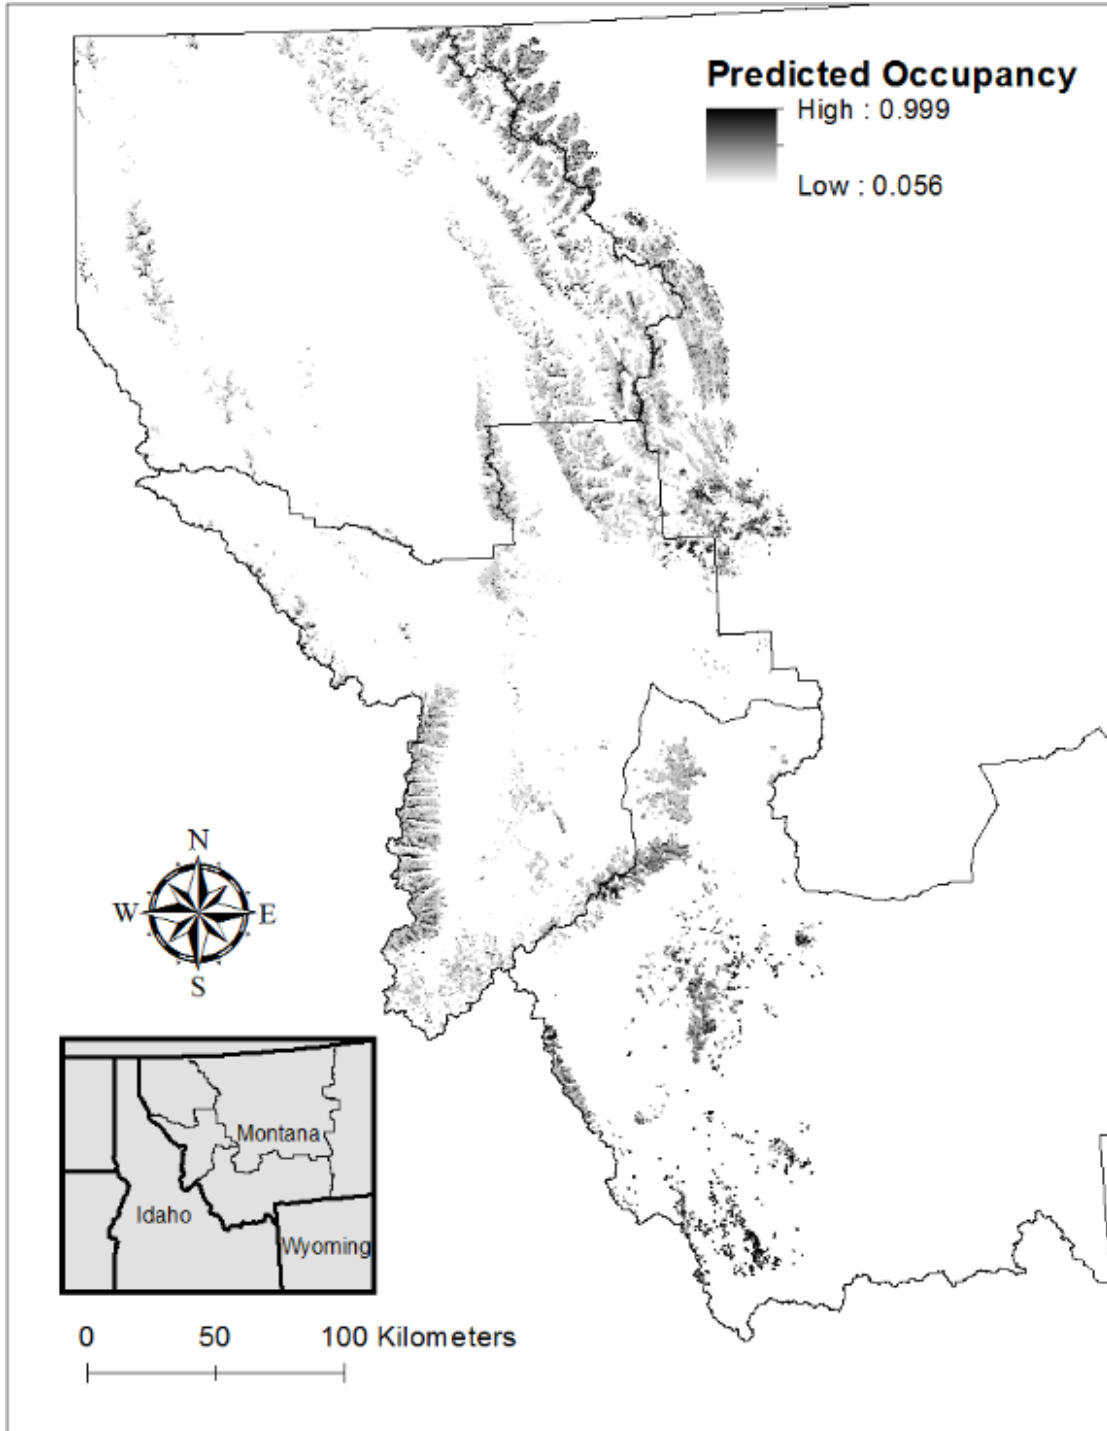 Predicted Occupancy
High : 0.999
Low : 0.056
N
W E
S
Montana
Idaho
Wyoming
0 50 100 Kilometers